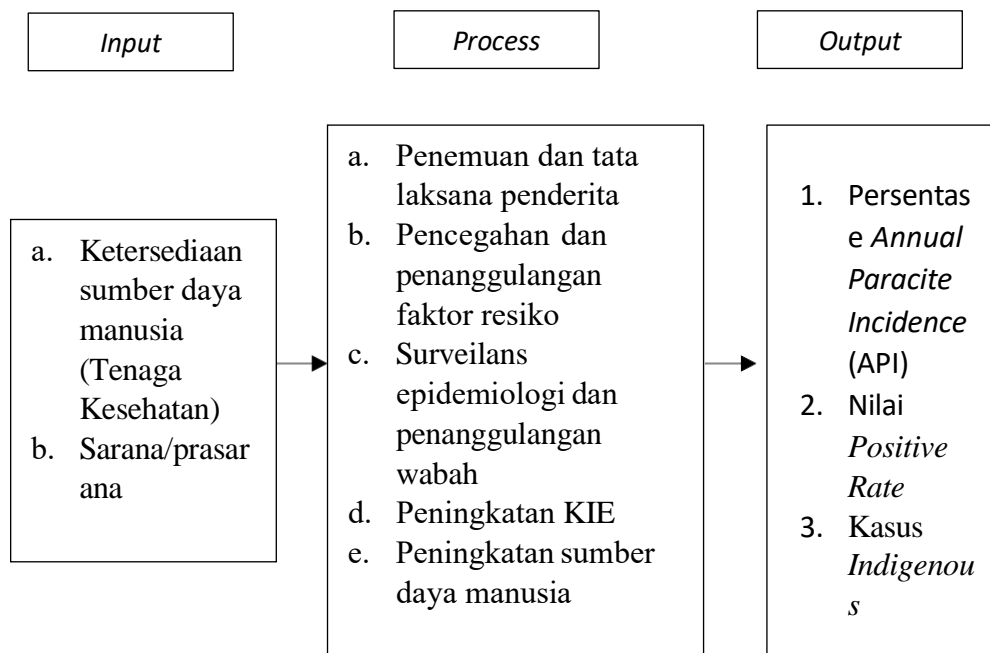 Input
Process
Output
a. Ketersediaan
sumber daya
manusia
(Tenaga
Kesehatan)
b. Sarana/prasar
ana
a. Penemuan dan tata
laksana penderita
b. Pencegahan dan
penanggulangan
faktor resiko
c. Surveilans
epidemiologi dan
penanggulangan
wabah
d. Peningkatan KIE
e. Peningkatan sumber
daya manusia
1. Persentas
e Annual
Paracite
Incidence
(API)
2. Nilai
Positive
Rate
3. Kasus
Indigenou
s